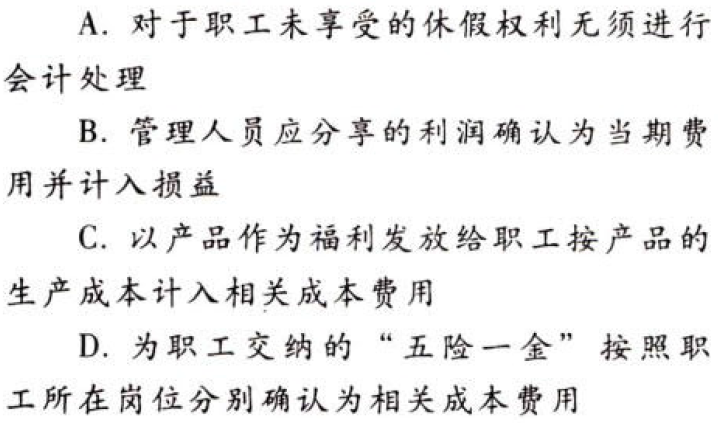 A. 对于职工未享受的休假权利无须进行
会计处理
B. 管理人员应分享的利润确认为当期费
用并计入损益
C. 以产品作为福利发放给职工按产品的
生产成本计入相关成本费用
D. 为职工交纳的“五险一金”按照职
工所在岗位分别确认为相关成本费用